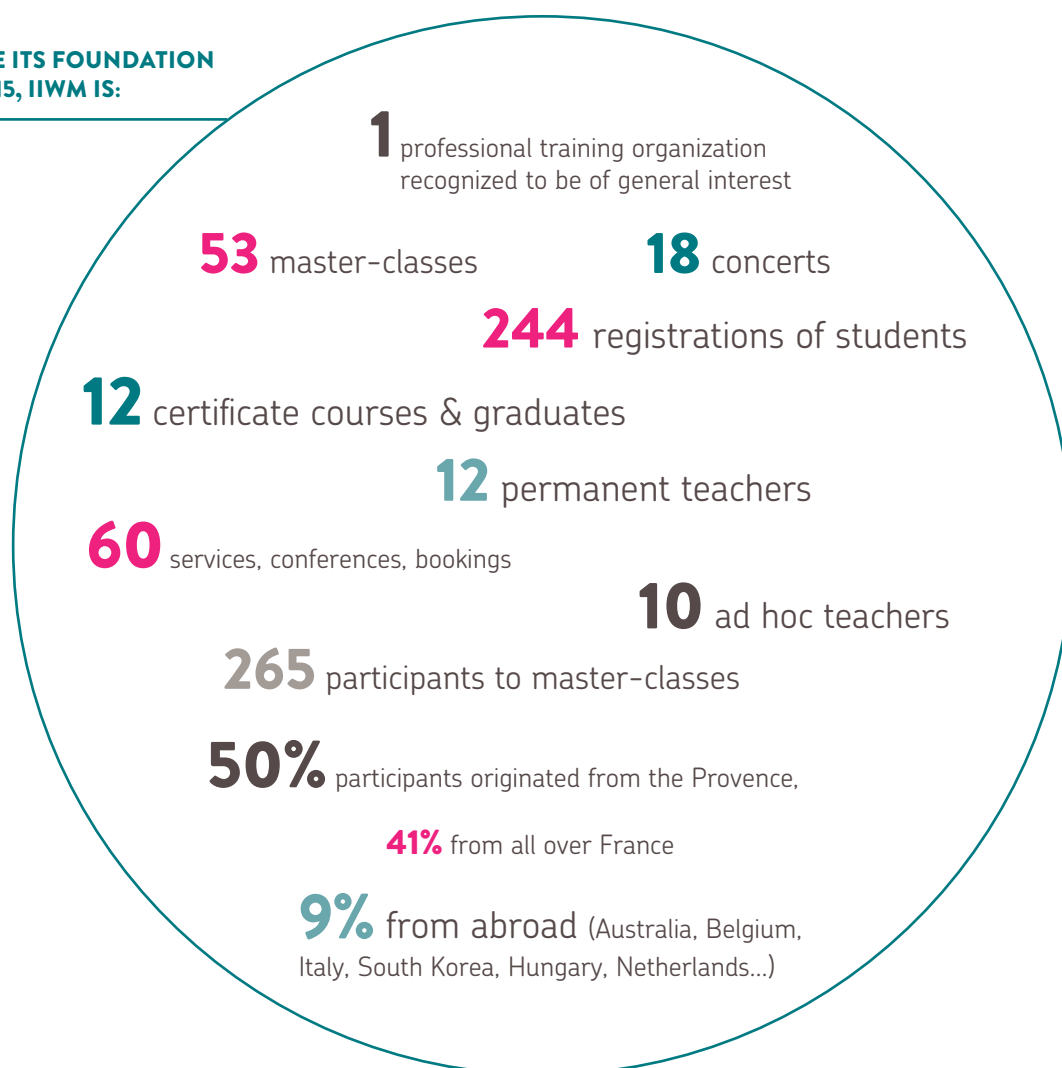 ITS FOUNDATION
IIWM IS:
1 professional training organization
recognized to be of general interest
53 master-classes
18 concerts
244 registrations of students
12 certificate courses & graduates
12 permanent teachers
60 services, conferences, bookings
10 ad hoc teachers
265 participants to master-classes
50% participants originated from the Provence,
41% from all over France
9% from abroad (Australia, Belgium,
Italy, South Korea, Hungary, Netherlands...)